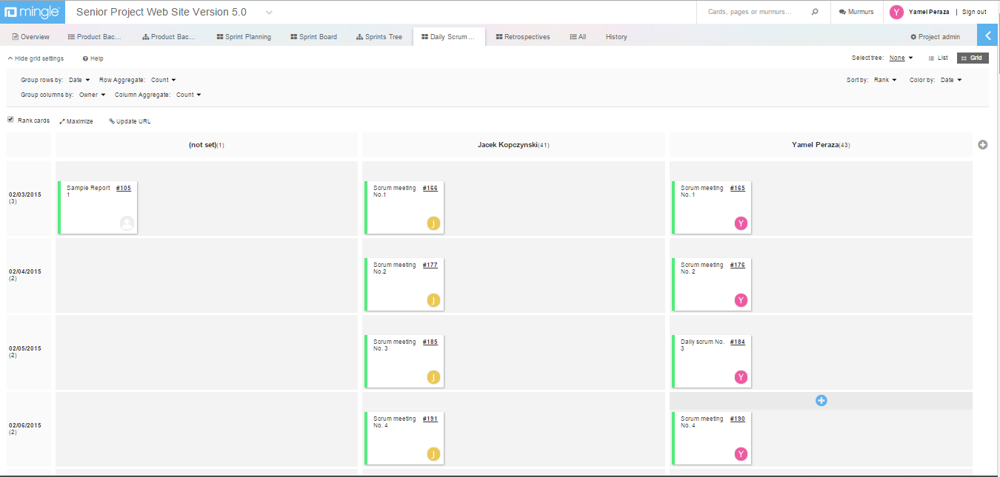 mingle Senior Project Web Site Version 5.0 Cards, pages or murmurs... Murmurs Y Yamel Peraza | Sign out
Overview Product Bac... Product Bac... Sprint Planning Sprint Board Sprints Tree Daily Scrum ... Retrospectives All History Project admin
Hide grid settings Help Select tree: None List Grid
Group rows by: Date Row Aggregate: Count Sort by: Rank Color by: Date
Group columns by: Owner Column Aggregate: Count
Rank cards Maximize Update URL
(not set)(1) Jacek Kopczynski(41) Yamel Peraza(43)
02/03/2015
(3)
Sample Report #105
1
Scrum meeting #166
No.1
J
Scrum meeting #165
No. 1
Y
02/04/2015
(2)
Scrum meeting #177
No.2
J
Scrum meeting #176
No. 2
Y
02/05/2015
(2)
Scrum meeting #185
No. 3
J
Daily scrum No. #184
3
Y
02/06/2015
(2)
Scrum meeting #191
No. 4
J
Scrum meeting #190
No. 4
Y